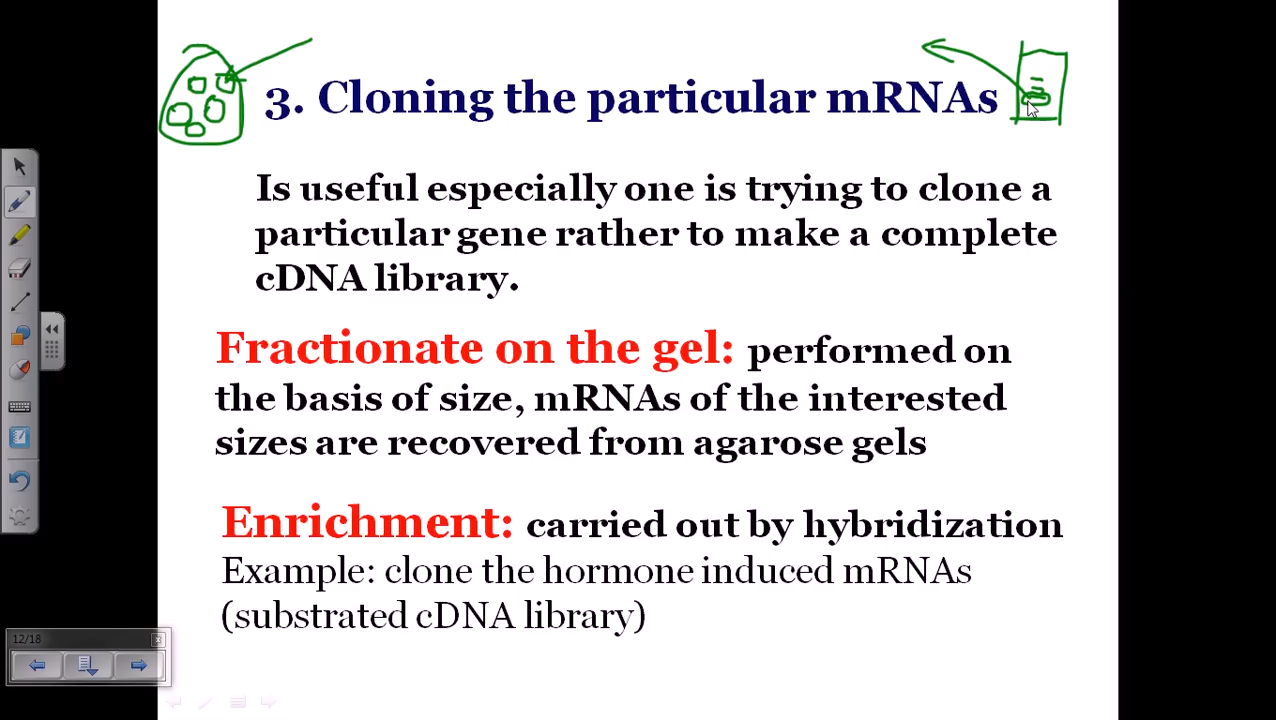 3. Cloning the particular mRNAs
Is useful especially one is trying to clone a
particular gene rather to make a complete
cDNA library.
Fractionate on the gel: performed on
the basis of size, mRNAs of the interested
sizes are recovered from agarose gels
Enrichment: carried out by hybridization
Example: clone the hormone induced mRNAs
(substrated cDNA library)
12/18